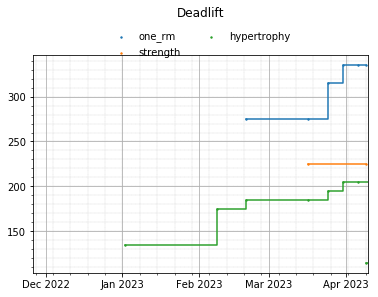 Deadlift
one_rm
hypertrophy
strength
300
250
200
150
Dec 2022
Jan 2023
Feb 2023
Mar 2023
Apr 2023